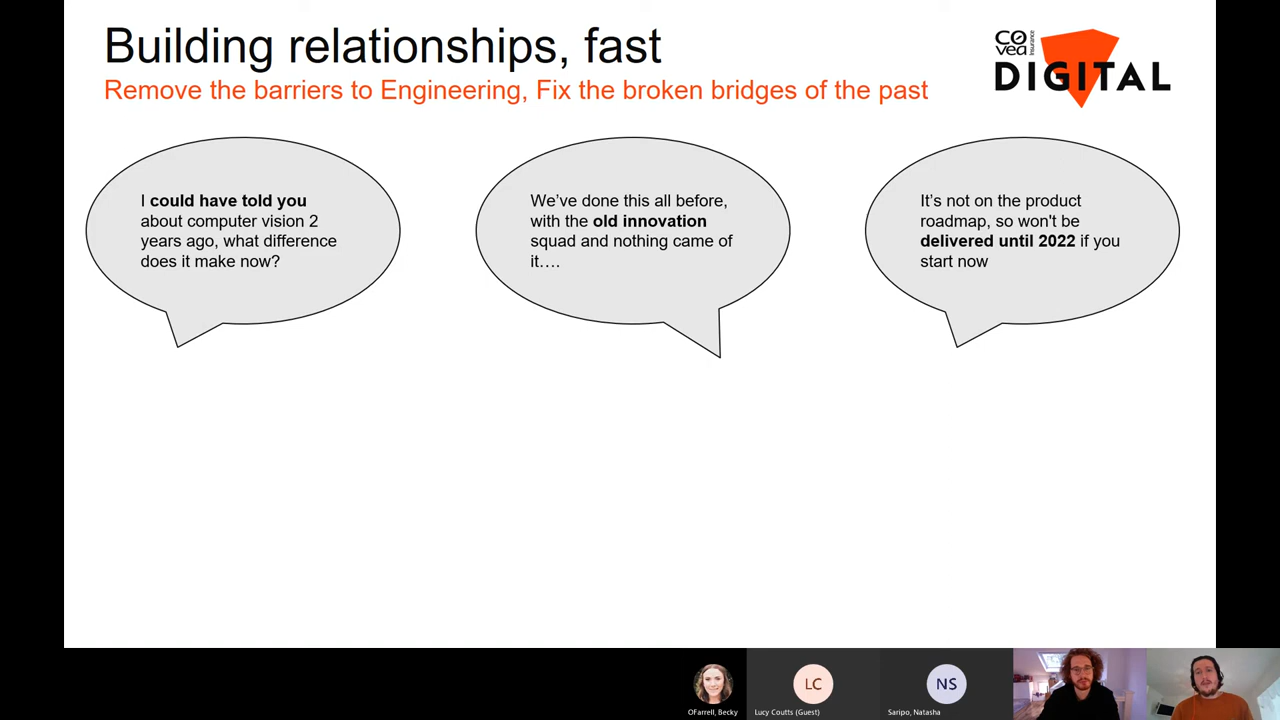 Building relationships, fast
Remove the barriers to Engineering, Fix the broken bridges of the past
COvea Insurance
DIGITAL
I could have told you
about computer vision 2
years ago, what difference
does it make now?
We’ve done this all before,
with the old innovation
squad and nothing came of
it….
It’s not on the product
roadmap, so won't be
delivered until 2022 if you
start now
OFarrell, Becky
LC
Lucy Coutts (Guest)
NS
Saripo, Natasha